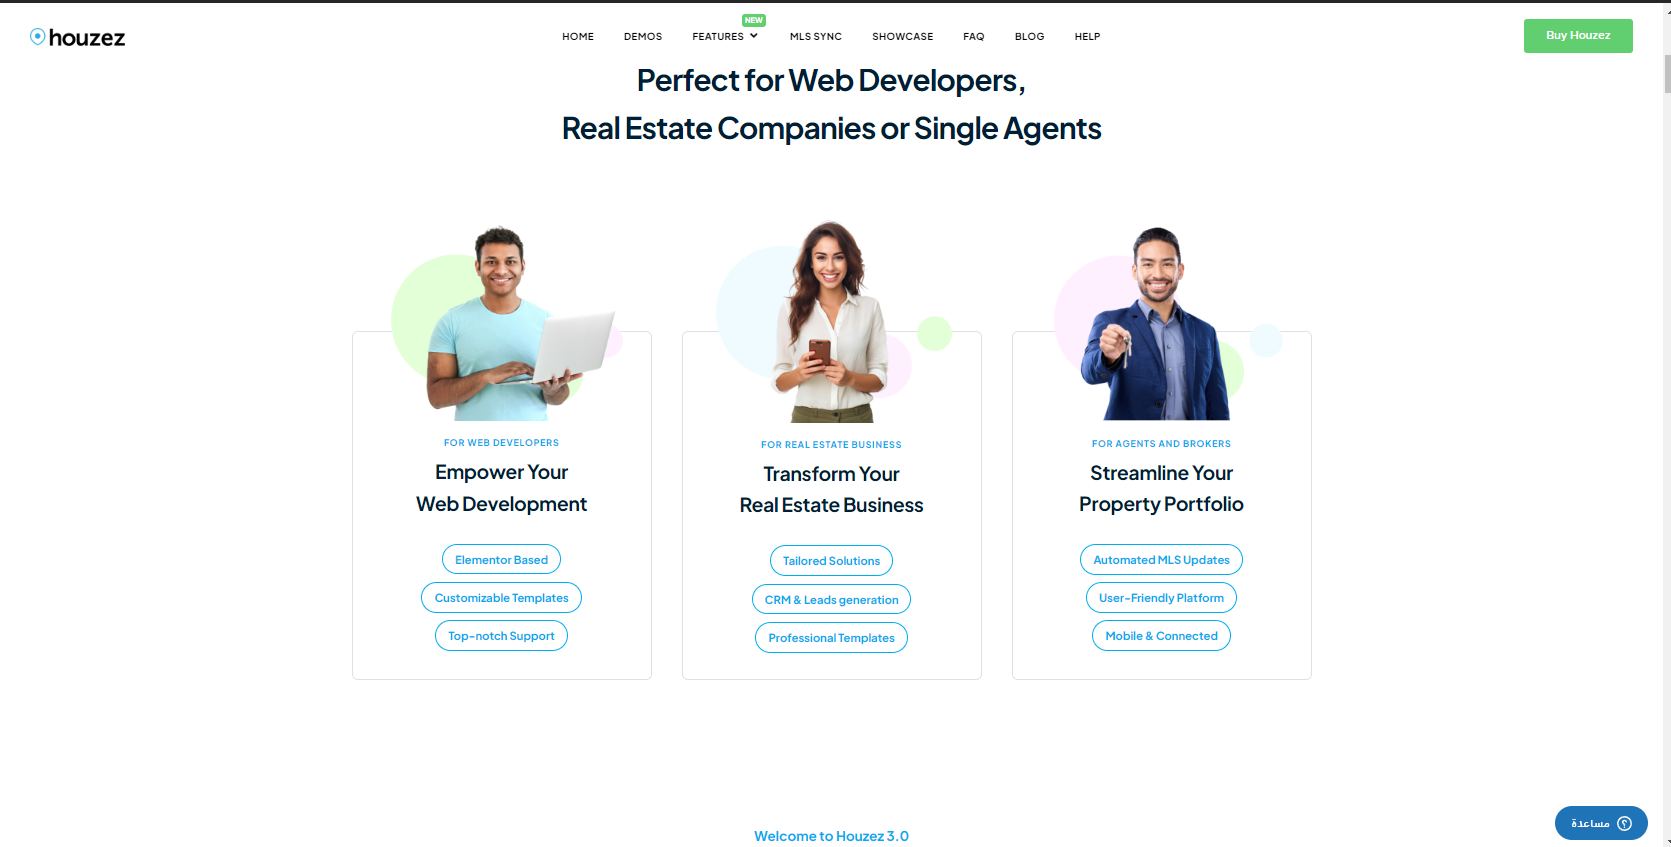 houzez
HOME
DEMOS
FEATURES
NEW
MLS SYNC
SHOWCASE
FAQ
BLOG
HELP
Buy Houzez
Perfect for Web Developers,
Real Estate Companies or Single Agents
FOR WEB DEVELOPERS
Empower Your
Web Development
Elementor Based
Customizable Templates
Top-notch Support
FOR REAL ESTATE BUSINESS
Transform Your
Real Estate Business
Tailored Solutions
CRM & Leads generation
Professional Templates
FOR AGENTS AND BROKERS
Streamline Your
Property Portfolio
Automated MLS Updates
User-Friendly Platform
Mobile & Connected
Welcome to Houzez 3.0
مساعدة